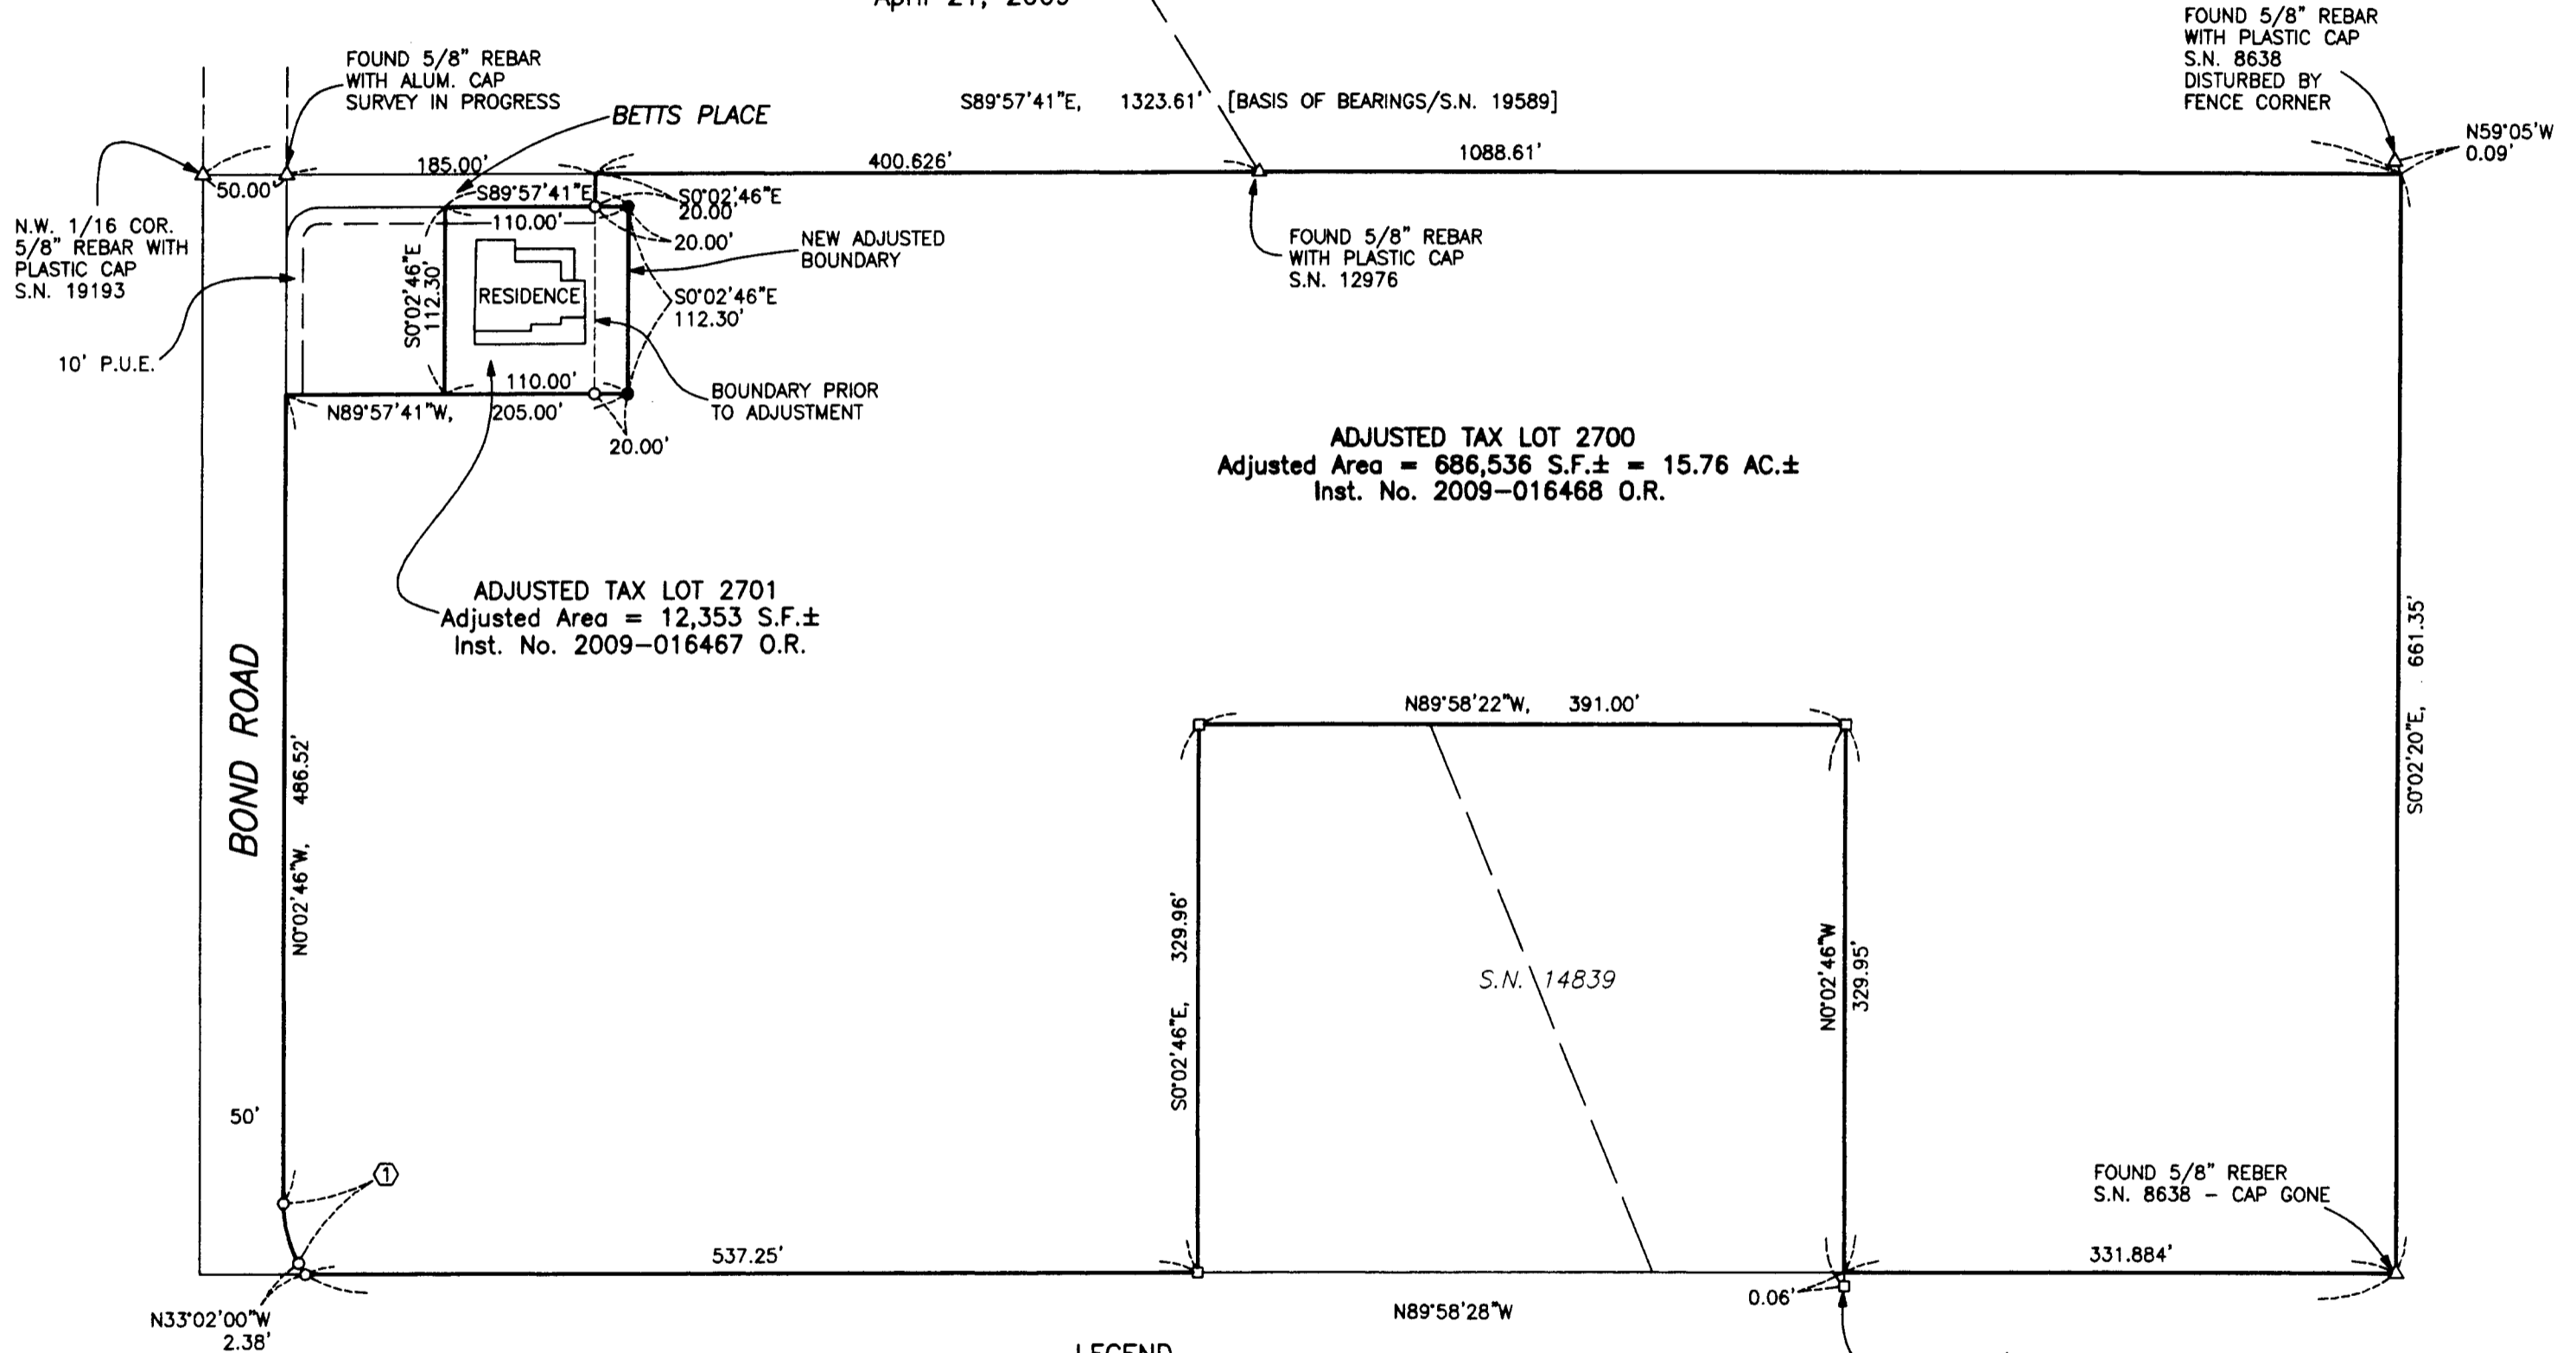 April 21, 2009
FOUND 5/8" REBAR
WITH PLASTIC CAP
S.N. 8638
DISTURBED BY
FENCE CORNER
FOUND 5/8" REBAR
WITH ALUM. CAP
SURVEY IN PROGRESS
BETTS PLACE
S89°57'41"E, 1323.61' [BASIS OF BEARINGS/S.N. 19589]
N59°05'W
0.09'
185.00'
400.626'
1088.61'
50.00'
S89°57'41"E
S0°02'46"E
20.00'
110.00'
20.00'
N.W. 1/16 COR.
5/8" REBAR WITH
PLASTIC CAP
S.N. 19193
NEW ADJUSTED
BOUNDARY
FOUND 5/8" REBAR
WITH PLASTIC CAP
S.N. 12976
S0°02'46"E
112.30'
RESIDENCE
S0°02'46"E
112.30'
10' P.U.E.
110.00'
BOUNDARY PRIOR
TO ADJUSTMENT
N89°57'41"W, 205.00'
20.00'
ADJUSTED TAX LOT 2700
Adjusted Area = 686,536 S.F.± = 15.76 AC.±
Inst. No. 2009-016468 O.R.
ADJUSTED TAX LOT 2701
Adjusted Area = 12,353 S.F.±
Inst. No. 2009-016467 O.R.
BOND ROAD
N0°02'46"W, 486.52'
S0°02'20"E, 661.35'
N89°58'22"W, 391.00'
S0°02'46"E, 329.96'
S.N. 14839
N0°02'46"W
329.95'
50'
1
FOUND 5/8" REBER
S.N. 8638 - CAP GONE
537.25'
331.884'
0.06'
N33°02'00"W
2.38'
N89°58'28"W
LEGEND